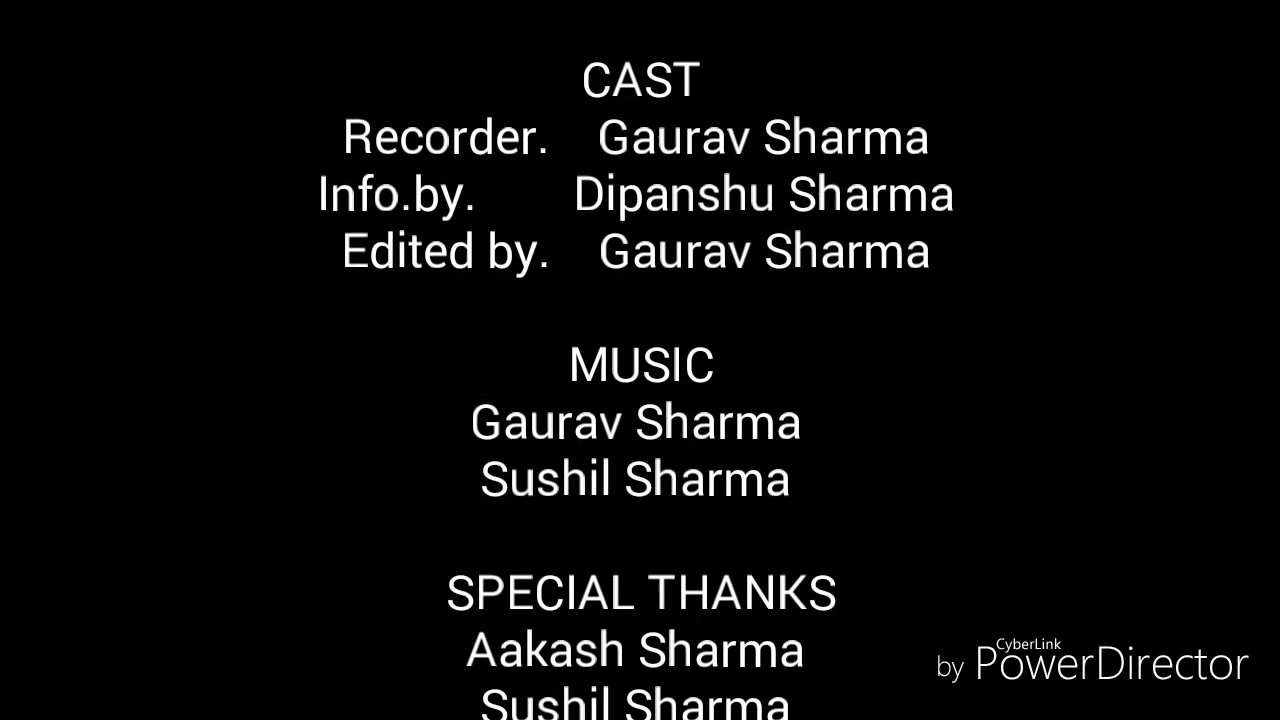 CAST
Recorder. Gaurav Sharma
Info.by. Dipanshu Sharma
Edited by. Gaurav Sharma
MUSIC
Gaurav Sharma
Sushil Sharma
SPECIAL THANKS
Aakash Sharma
Sushil Sharma
by CyberLink PowerDirector